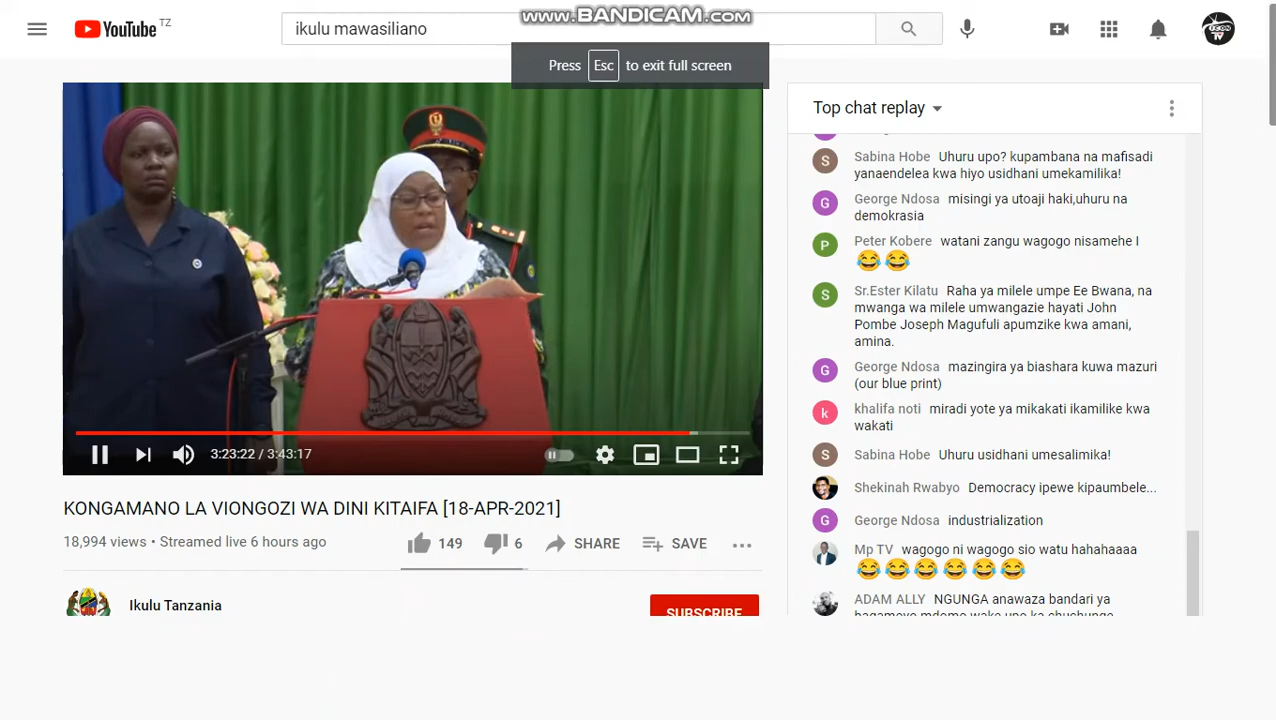 WWW.BANDICAM.COM
YouTube TZ
ikulu mawasiliano
Press Esc to exit full screen
3:23:22 / 3:43:17
KONGAMANO LA VIONGOZI WA DINI KITAIFA [18-APR-2021]
18,994 views • Streamed live 6 hours ago
149
6
SHARE
SAVE
Ikulu Tanzania
SUBSCRIBE
Top chat replay
Sabina Hobe Uhuru upo? kupambana na mafisadi
yanaendelea kwa hiyo usidhani umekamilika!
George Ndosa misingi ya utoaji haki,uhuru na
demokrasia
Peter Kobere watani zangu wagogo nisamehe I
😂😂
Sr.Ester Kilatu Raha ya milele umpe Ee Bwana, na
mwanga wa milele umwangazie hayati John
Pombe Joseph Magufuli apumzike kwa amani,
amina.
George Ndosa mazingira ya biashara kuwa mazuri
(our blue print)
khalifa noti miradi yote ya mikakati ikamilike kwa
wakati
Sabina Hobe Uhuru usidhani umesalimika!
Shekinah Rwabyo Democracy ipewe kipaumbele...
George Ndosa industrialization
Mp TV wagogo ni wagogo sio watu hahahaaaa
😂😂😂😂😂😂
ADAM ALLY NGUNGA anawaza bandari ya
bagamoyo mdomo wake upo ka chuchunge